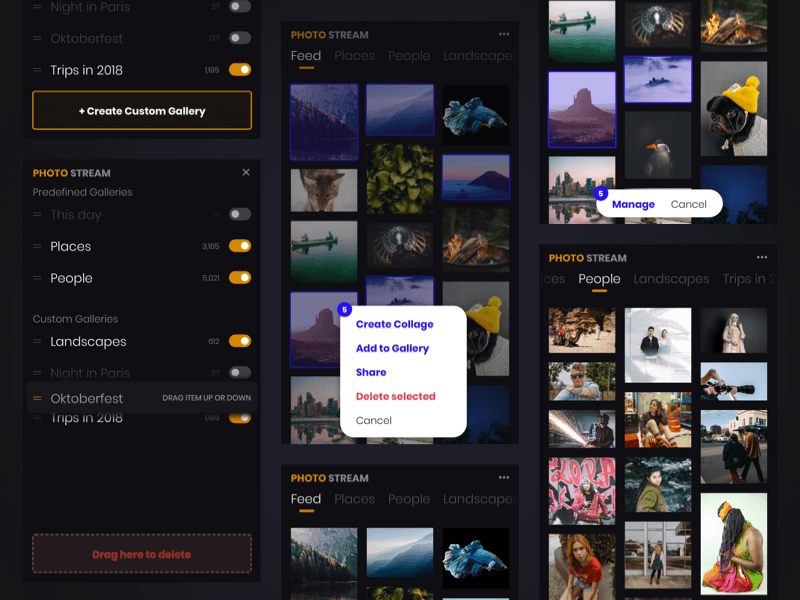 Night in Paris 37
Oktoberfest 137
Trips in 2018 1,195
+ Create Custom Gallery
PHOTO STREAM
Predefined Galleries
This day –
Places 3,165
People 5,021
Custom Galleries
Landscapes 612
Night in Paris 37
Oktoberfest DRAG ITEM UP OR DOWN
Trips in 2018 1,195
Drag here to delete
PHOTO STREAM
Feed Places People Landscapes
5
Create Collage
Add to Gallery
Share
Delete selected
Cancel
PHOTO STREAM
Feed Places People Landscapes
5
Manage Cancel
PHOTO STREAM
ces People Landscapes Trips in 2